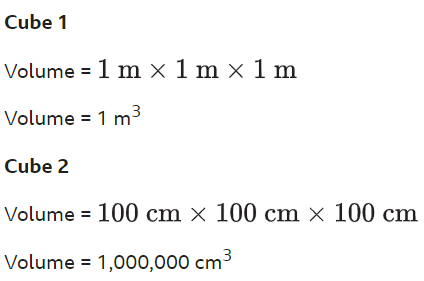 Cube 1
Volume = 1 m × 1 m × 1 m
Volume = 1 m³
Cube 2
Volume = 100 cm × 100 cm × 100 cm
Volume = 1,000,000 cm³